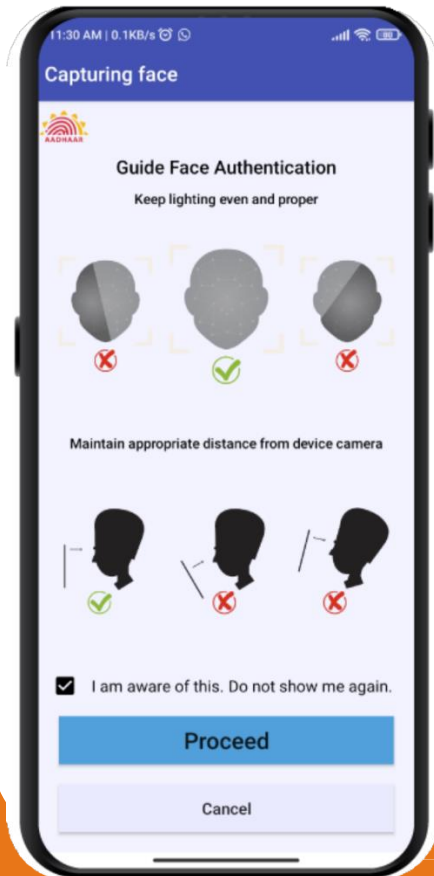 11:30 AM | 0.1KB/s
Capturing face
AADHAAR
Guide Face Authentication
Keep lighting even and proper
Maintain appropriate distance from device camera
I am aware of this. Do not show me again.
Proceed
Cancel